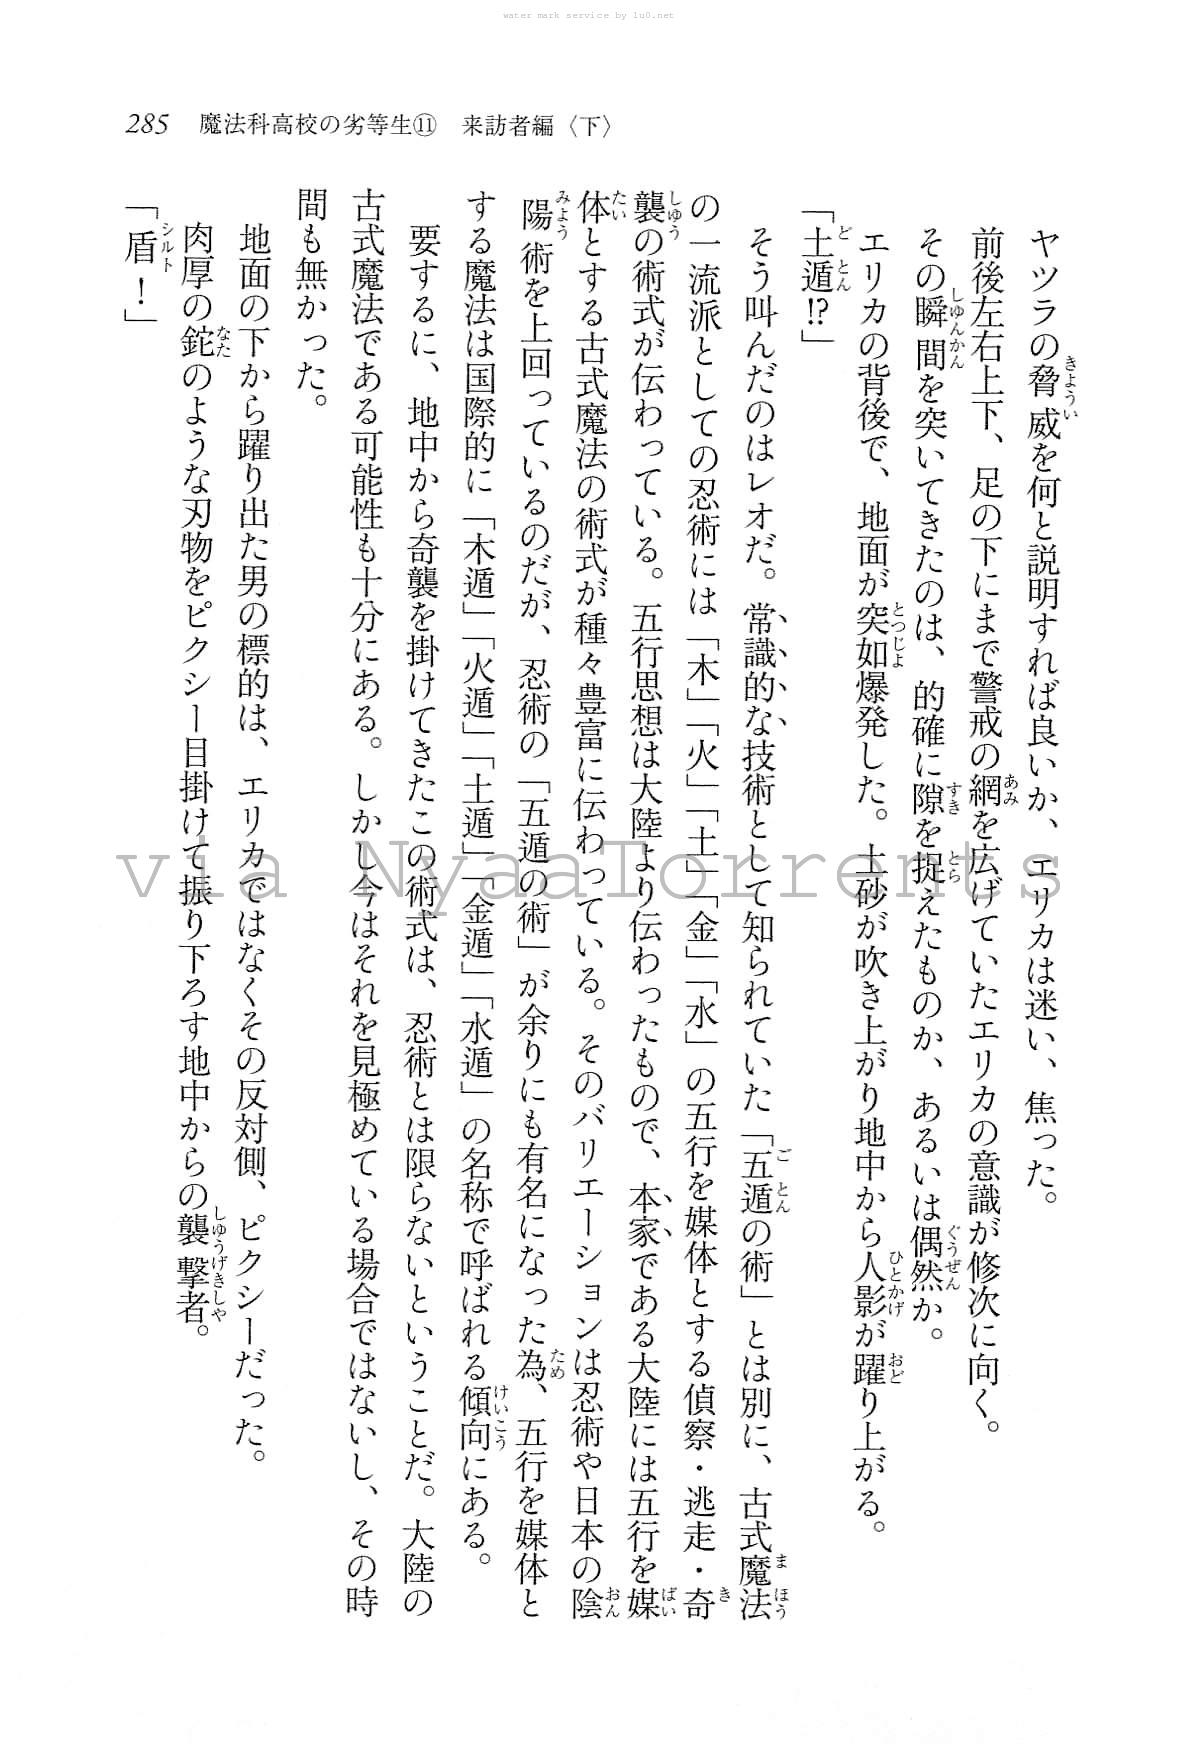 water mark service by lu0.net
285 魔法科高校の劣等生⑪ 来訪者編〈下〉
ヤツラの脅威を何と説明すれば良いか、エリカは迷い、焦った。
前後左右上下、足の下にまで警戒の網を広げていたエリカの意識が修次に向く。
その瞬間を突いてきたのは、的確に隙を捉えたものか、あるいは偶然か。
エリカの背後で、地面が突如爆発した。土砂が吹き上がり地中から人影が躍り上がる。
「土遁!?」
そう叫んだのはレオだ。常識的な技術として知られていた「五遁の術」とは別に、古式魔法
の一流派としての忍術には「木」「火」「土」「金」「水」の五行を媒体とする偵察・逃走・奇
襲の術式が伝わっている。五行思想は大陸より伝わったもので、本家である大陸には五行を媒
体とする古式魔法の術式が種々豊富に伝わっている。そのバリエーションは忍術や日本の陰
陽術を上回っているのだが、忍術の「五遁の術」が余りにも有名になった為、五行を媒体と
する魔法は国際的に「木遁」「火遁」「土遁」「金遁」「水遁」の名称で呼ばれる傾向にある。
要するに、地中から奇襲を掛けてきたこの術式は、忍術とは限らないということだ。大陸の
古式魔法である可能性も十分にある。しかし今はそれを見極めている場合ではないし、その時
間も無かった。
地面の下から躍り出た男の標的は、エリカではなくその反対側、ピクシーだった。
肉厚の鉈のような刃物をピクシー目掛けて振り下ろす地中からの襲撃者。
「盾！」
via NyaaTorrents